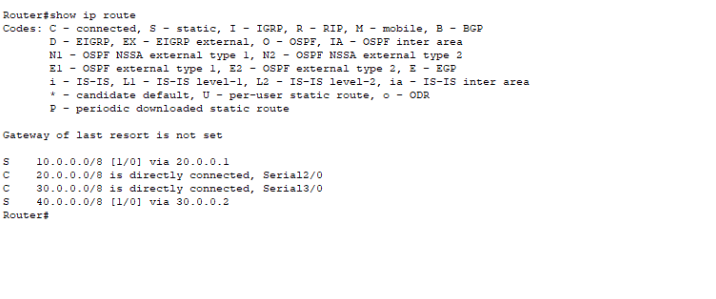 Router#show ip route
Codes: C - connected, S - static, I - IGRP, R - RIP, M - mobile, B - BGP
       D - EIGRP, EX - EIGRP external, O - OSPF, IA - OSPF inter area
       N1 - OSPF NSSA external type 1, N2 - OSPF NSSA external type 2
       E1 - OSPF external type 1, E2 - OSPF external type 2, E - EGP
       i - IS-IS, L1 - IS-IS level-1, L2 - IS-IS level-2, ia - IS-IS inter area
       * - candidate default, U - per-user static route, o - ODR
       P - periodic downloaded static route

Gateway of last resort is not set

S    10.0.0.0/8 [1/0] via 20.0.0.1
C    20.0.0.0/8 is directly connected, Serial2/0
C    30.0.0.0/8 is directly connected, Serial3/0
S    40.0.0.0/8 [1/0] via 30.0.0.2
Router#